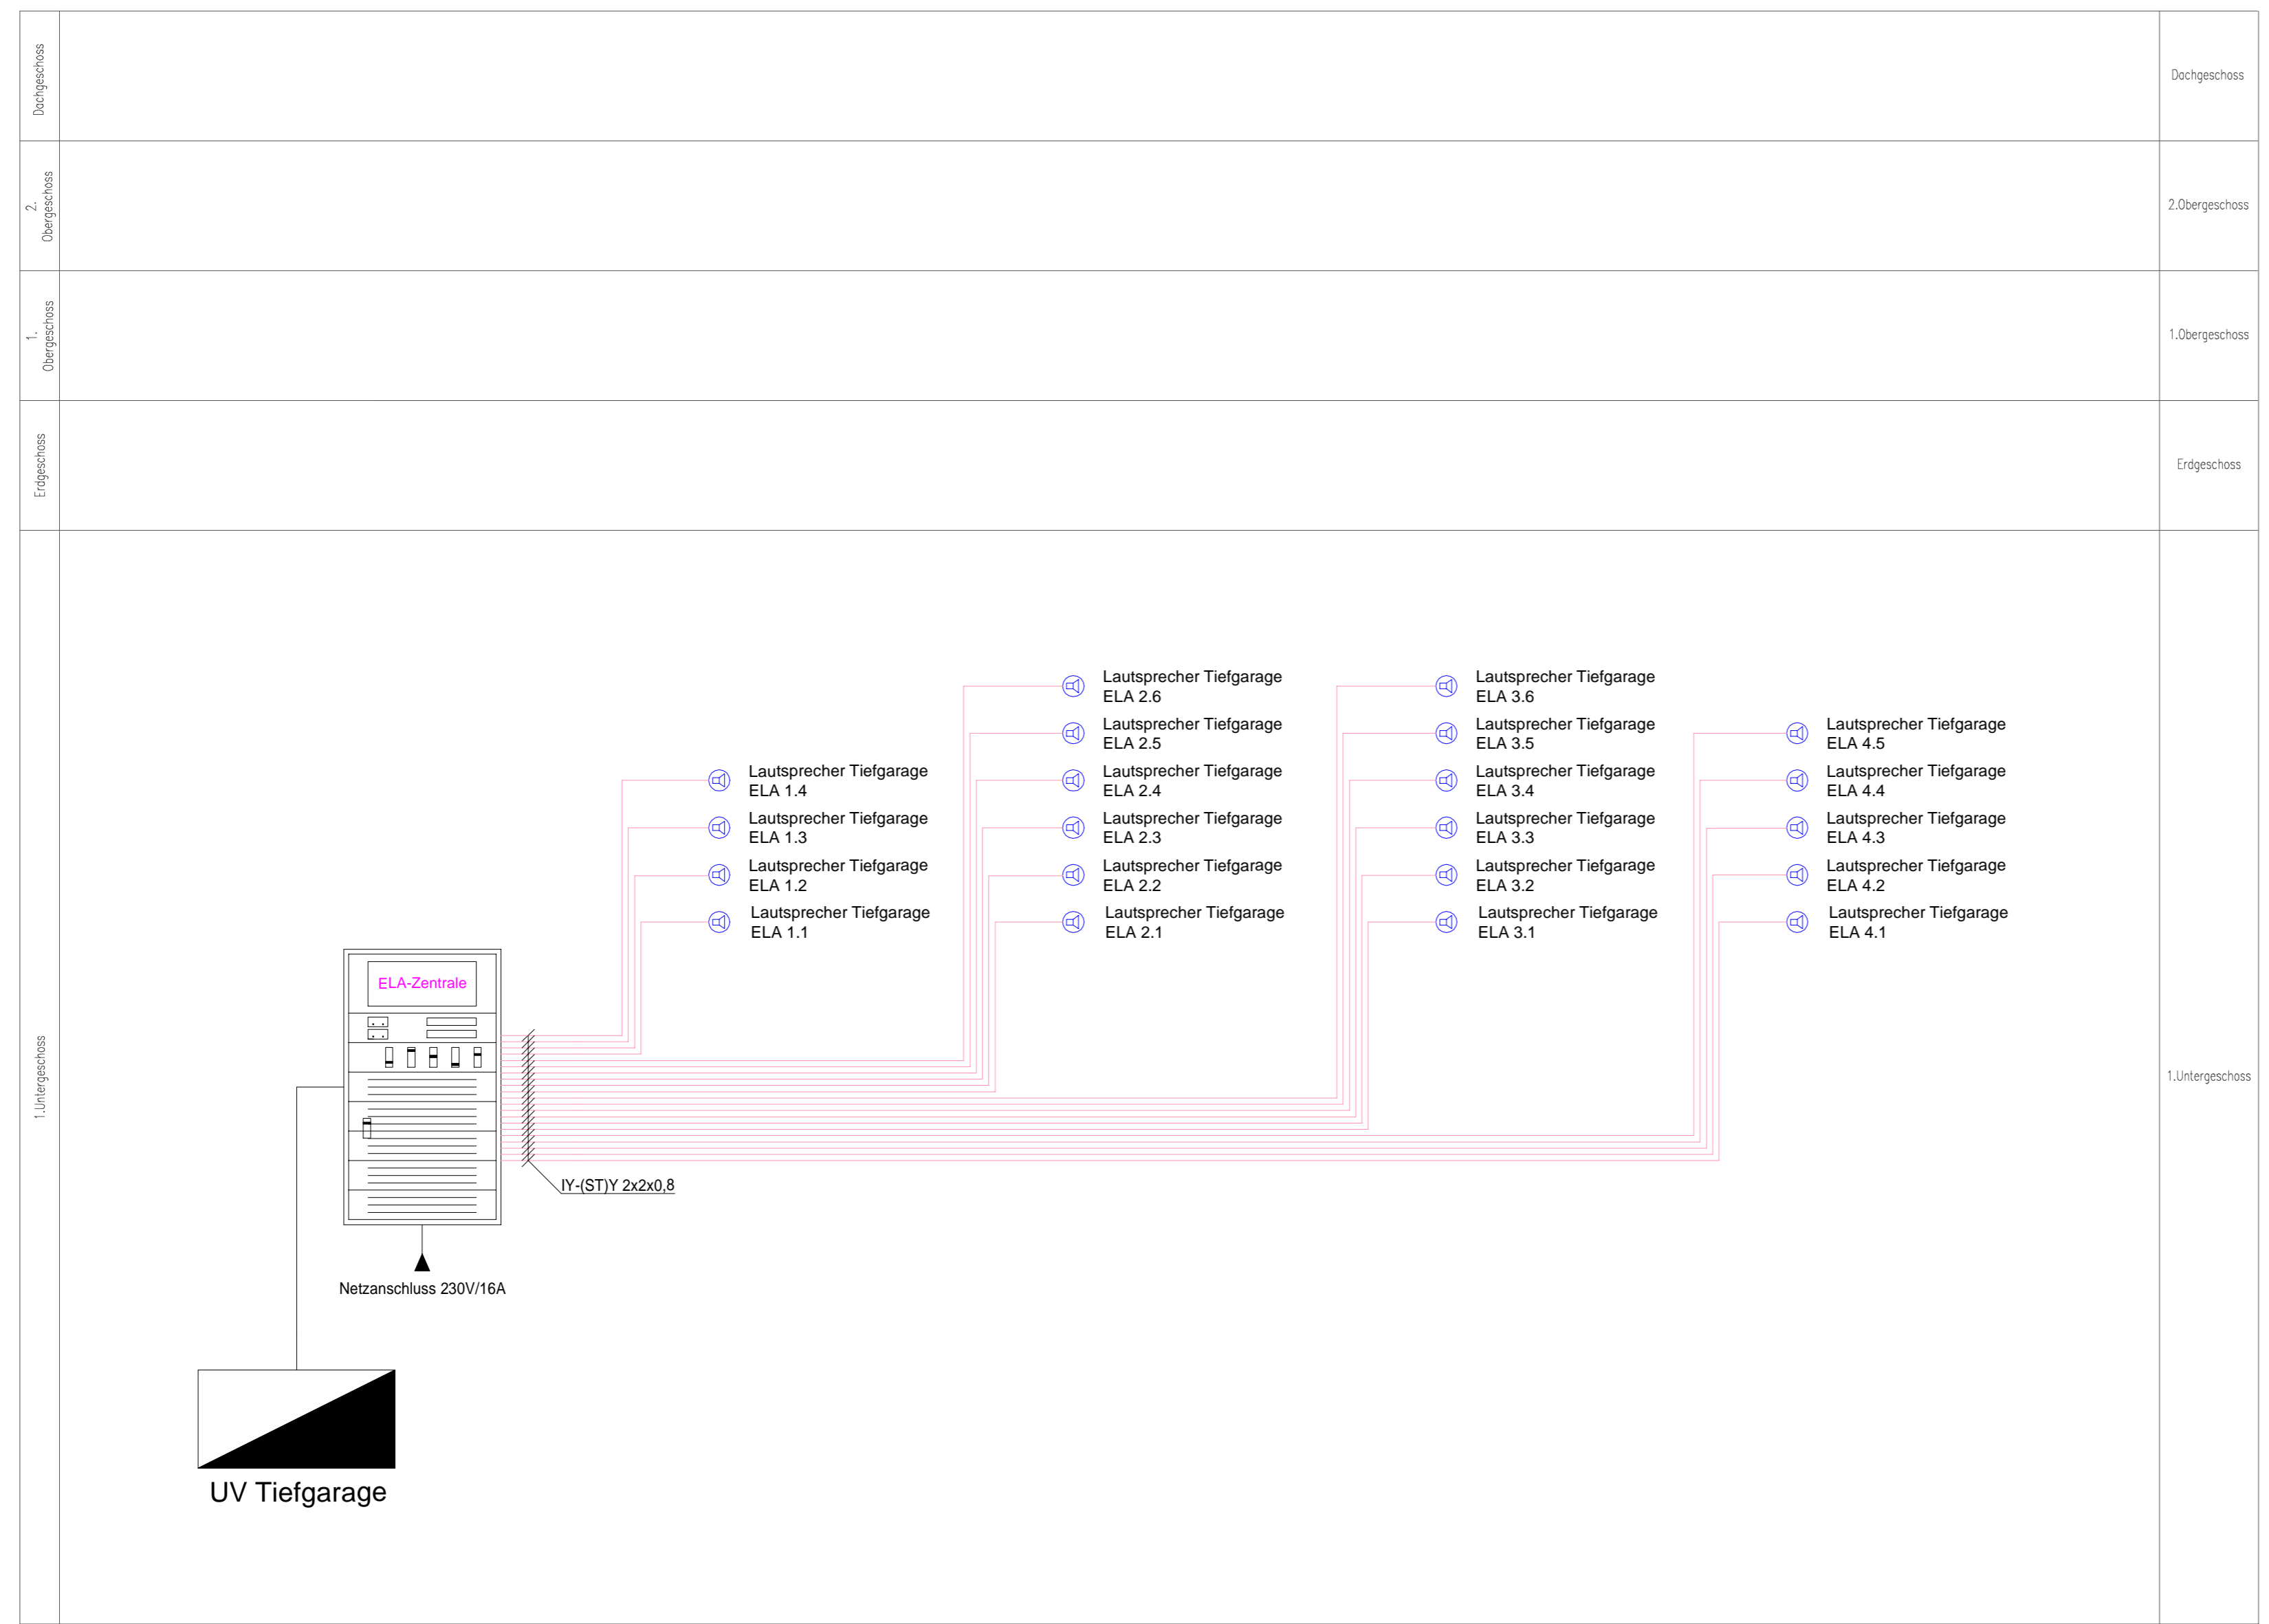 Dachgeschoss
Dachgeschoss
2.
Obergeschoss
2.Obergeschoss
1.
Obergeschoss
1.Obergeschoss
Erdgeschoss
Erdgeschoss
1.Untergeschoss
1.Untergeschoss
Lautsprecher Tiefgarage
ELA 1.4
Lautsprecher Tiefgarage
ELA 1.3
Lautsprecher Tiefgarage
ELA 1.2
Lautsprecher Tiefgarage
ELA 1.1
Lautsprecher Tiefgarage
ELA 2.6
Lautsprecher Tiefgarage
ELA 2.5
Lautsprecher Tiefgarage
ELA 2.4
Lautsprecher Tiefgarage
ELA 2.3
Lautsprecher Tiefgarage
ELA 2.2
Lautsprecher Tiefgarage
ELA 2.1
Lautsprecher Tiefgarage
ELA 3.6
Lautsprecher Tiefgarage
ELA 3.5
Lautsprecher Tiefgarage
ELA 3.4
Lautsprecher Tiefgarage
ELA 3.3
Lautsprecher Tiefgarage
ELA 3.2
Lautsprecher Tiefgarage
ELA 3.1
Lautsprecher Tiefgarage
ELA 4.5
Lautsprecher Tiefgarage
ELA 4.4
Lautsprecher Tiefgarage
ELA 4.3
Lautsprecher Tiefgarage
ELA 4.2
Lautsprecher Tiefgarage
ELA 4.1
ELA-Zentrale
IY-(ST)Y 2x2x0,8
Netzanschluss 230V/16A
UV Tiefgarage